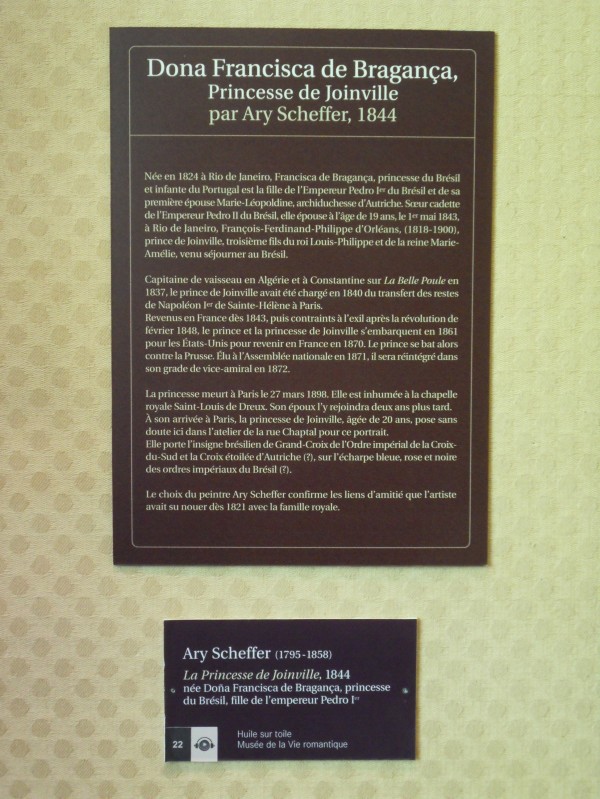 Dona Francisca de Bragança,
Princesse de Joinville
par Ary Scheffer, 1844
Née en 1824 à Rio de Janeiro, Francisca de Bragança, princesse du Brésil
et infante du Portugal est la fille de l'Empereur Pedro Ier du Brésil et de sa
première épouse Marie-Léopoldine, archiduchesse d'Autriche. Sœur cadette
de l'Empereur Pedro II du Brésil, elle épouse à l'âge de 19 ans, le 1er mai 1843,
à Rio de Janeiro, François-Ferdinand-Philippe d'Orléans, (1818-1900),
prince de Joinville, troisième fils du roi Louis-Philippe et de la reine Marie-
Amélie, venu séjourner au Brésil.
Capitaine de vaisseau en Algérie et à Constantine sur La Belle Poule en
1837, le prince de Joinville avait été chargé en 1840 du transfert des restes
de Napoléon Ier de Sainte-Hélène à Paris.
Revenus en France dès 1843, puis contraints à l'exil après la révolution de
février 1848, le prince et la princesse de Joinville s'embarquent en 1861
pour les États-Unis pour revenir en France en 1870. Le prince se bat alors
contre la Prusse. Élu à l'Assemblée nationale en 1871, il sera réintégré dans
son grade de vice-amiral en 1872.
La princesse meurt à Paris le 27 mars 1898. Elle est inhumée à la chapelle
royale Saint-Louis de Dreux. Son époux l'y rejoindra deux ans plus tard.
À son arrivée à Paris, la princesse de Joinville, âgée de 20 ans, pose sans
doute ici dans l'atelier de la rue Chaptal pour ce portrait.
Elle porte l'insigne brésilien de Grand-Croix de l'Ordre impérial de la Croix-
du-Sud et la Croix étoilée d'Autriche (?), sur l'écharpe bleue, rose et noire
des ordres impériaux du Brésil (?).
Le choix du peintre Ary Scheffer confirme les liens d'amitié que l'artiste
avait su nouer dès 1821 avec la famille royale.
Ary Scheffer (1795-1858)
La Princesse de Joinville, 1844
née Doña Francisca de Bragança, princesse
du Brésil, fille de l'empereur Pedro Ier
22
Huile sur toile
Musée de la Vie romantique